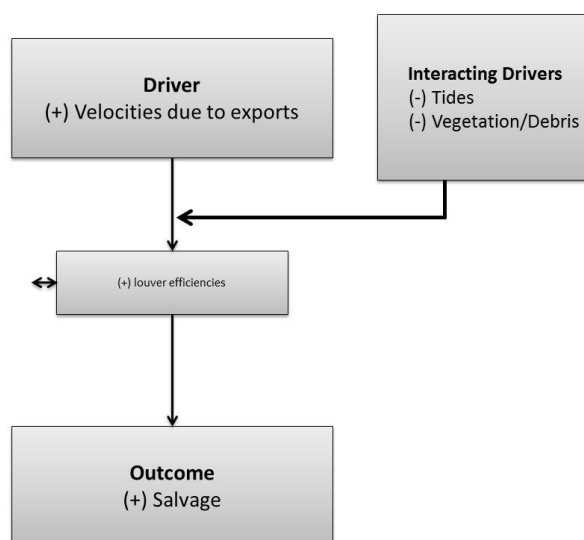 Driver
(+) Velocities due to exports
Interacting Drivers
(-) Tides
(-) Vegetation/Debris
(+) louver efficiencies
Outcome
(+) Salvage